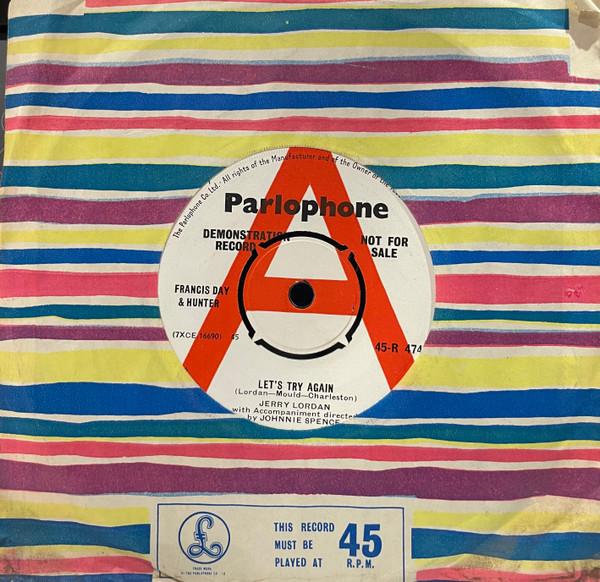 The Parlophone Co. Ltd. All rights of the Manufacturer and of the Owner of the
Parlophone
DEMONSTRATION
RECORD
NOT FOR
SALE
A
FRANCIS DAY
& HUNTER
(7XCE 16690) 45
45-R 474
LET'S TRY AGAIN
(Lordan—Mould—Charleston)
JERRY LORDAN
with Accompaniment directed
by JOHNNIE SPENCE
£
TRADE MARK
THIS RECORD
MUST BE
PLAYED AT
45
R.P.M.